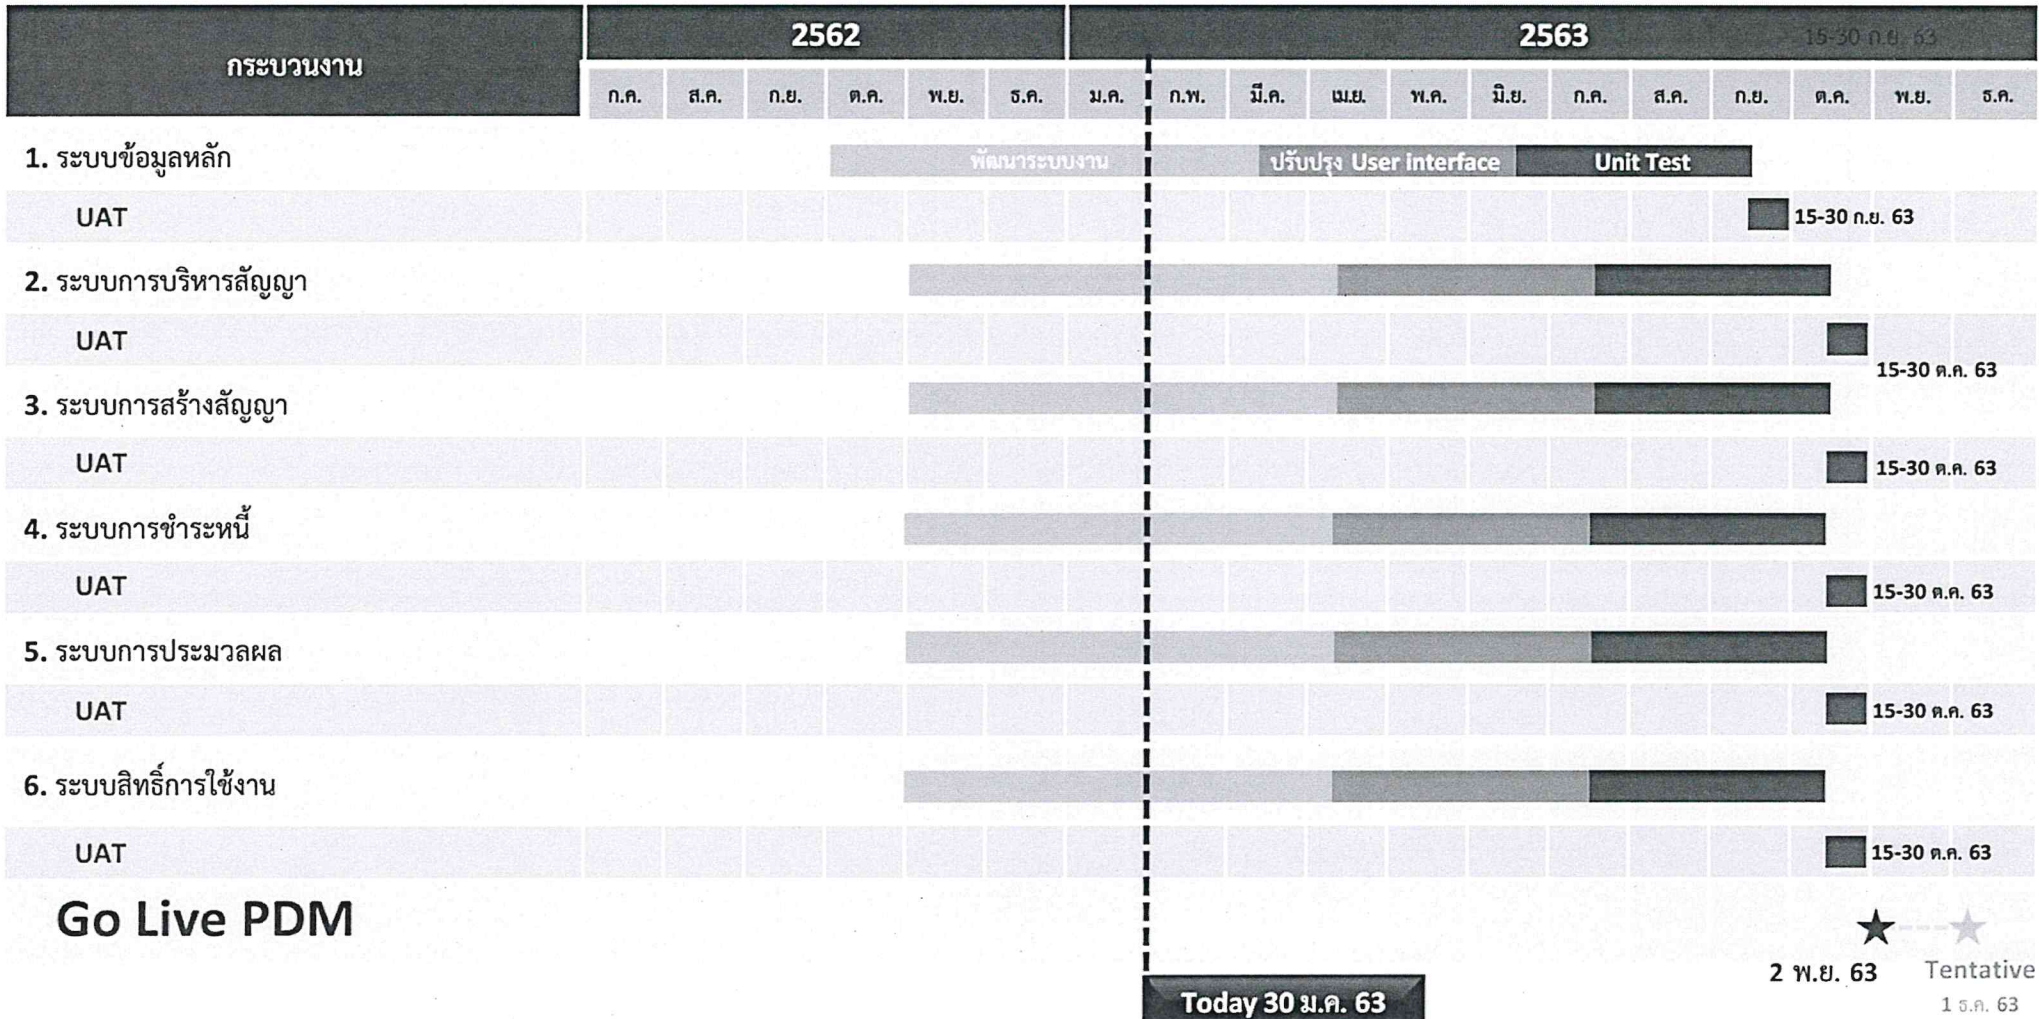 กระบวนงาน
2562
2563
15-30 ก.ย. 63
ก.ค. ส.ค. ก.ย. ต.ค. พ.ย. ธ.ค. ม.ค. ก.พ. มี.ค. เม.ย. พ.ค. มิ.ย. ก.ค. ส.ค. ก.ย. ต.ค. พ.ย. ธ.ค.
1. ระบบข้อมูลหลัก
พัฒนาระบบงาน
ปรับปรุง User interface
Unit Test
UAT
15-30 ก.ย. 63
2. ระบบการบริหารสัญญา
UAT
15-30 ต.ค. 63
3. ระบบการสร้างสัญญา
UAT
15-30 ต.ค. 63
4. ระบบการชำระหนี้
UAT
15-30 ต.ค. 63
5. ระบบการประมวลผล
UAT
15-30 ต.ค. 63
6. ระบบสิทธิ์การใช้งาน
UAT
15-30 ต.ค. 63
Go Live PDM
2 พ.ย. 63
Tentative
1 ธ.ค. 63
Today 30 ม.ค. 63